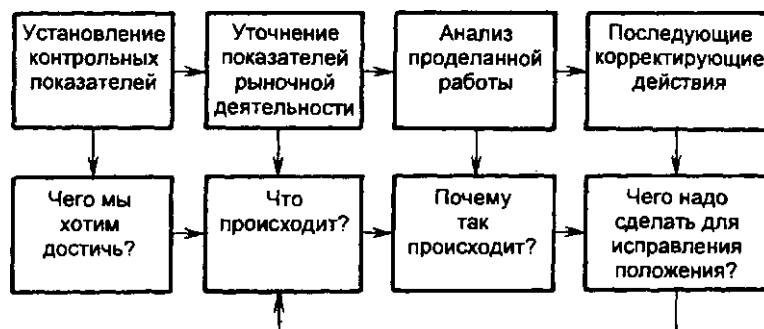 Установление
контрольных
показателей
Уточнение
показателей
рыночной
деятельности
Анализ
проделанной
работы
Последующие
корректирующие
действия
Чего мы
хотим
достичь?
Что
происходит?
Почему
так
происходит?
Чего надо
сделать для
исправления
положения?